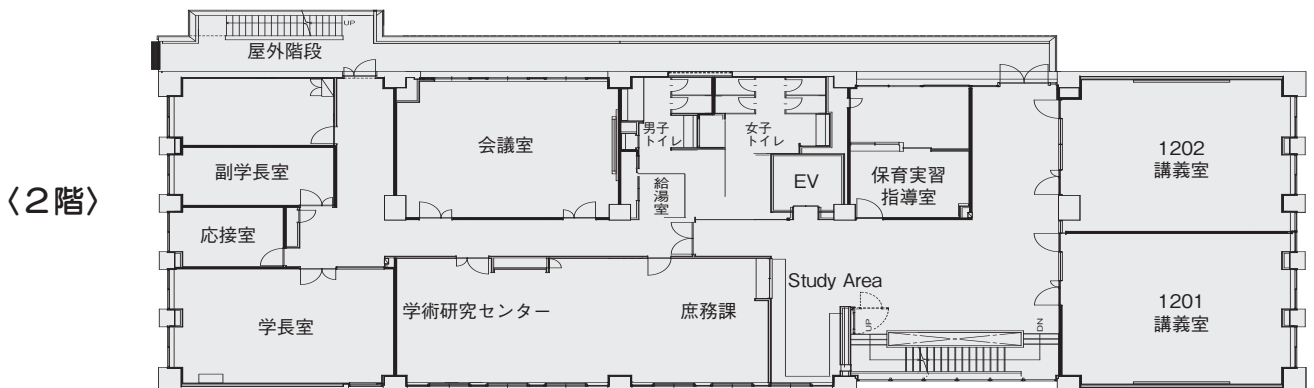 UP
屋外階段
〈2階〉
副学長室
応接室
学長室
会議室
学術研究センター
庶務課
男子
トイレ
女子
トイレ
給湯室
EV
保育実習
指導室
Study Area
UP
DN
1202
講義室
1201
講義室